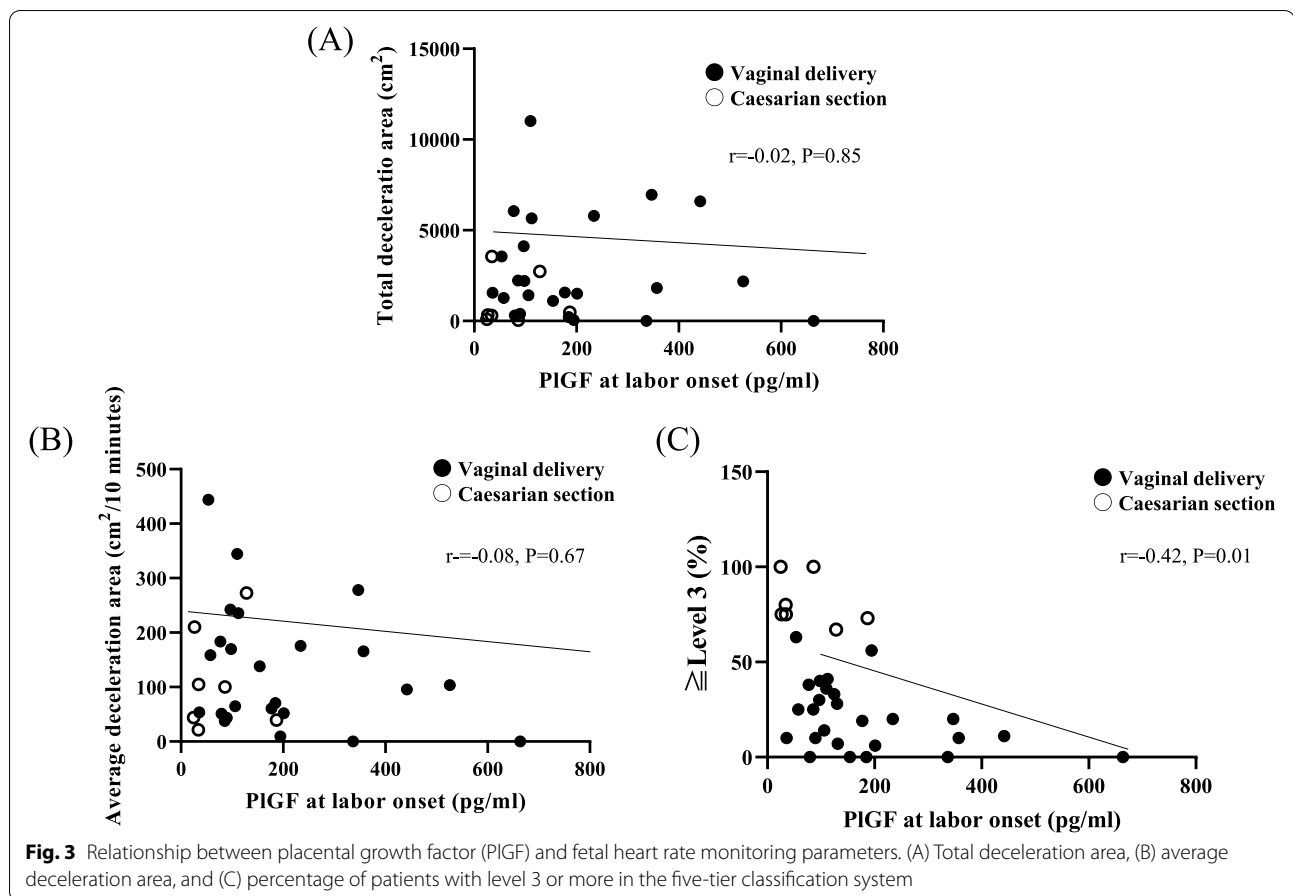 (A)
Total deceleratio area (cm²)
15000
10000
5000
0
0 200 400 600 800
PlGF at labor onset (pg/ml)
Vaginal delivery
Caesarian section
r=-0.02, P=0.85
(B)
Average deceleration area (cm²/10 minutes)
500
400
300
200
100
0
0 200 400 600 800
PlGF at labor onset (pg/ml)
Vaginal delivery
Caesarian section
r-=-0.08, P=0.67
(C)
≧Level 3 (%)
150
100
50
0
0 200 400 600 800
PlGF at labor onset (pg/ml)
Vaginal delivery
Caesarian section
r=-0.42, P=0.01
Fig. 3 Relationship between placental growth factor (PlGF) and fetal heart rate monitoring parameters. (A) Total deceleration area, (B) average
deceleration area, and (C) percentage of patients with level 3 or more in the five-tier classification system